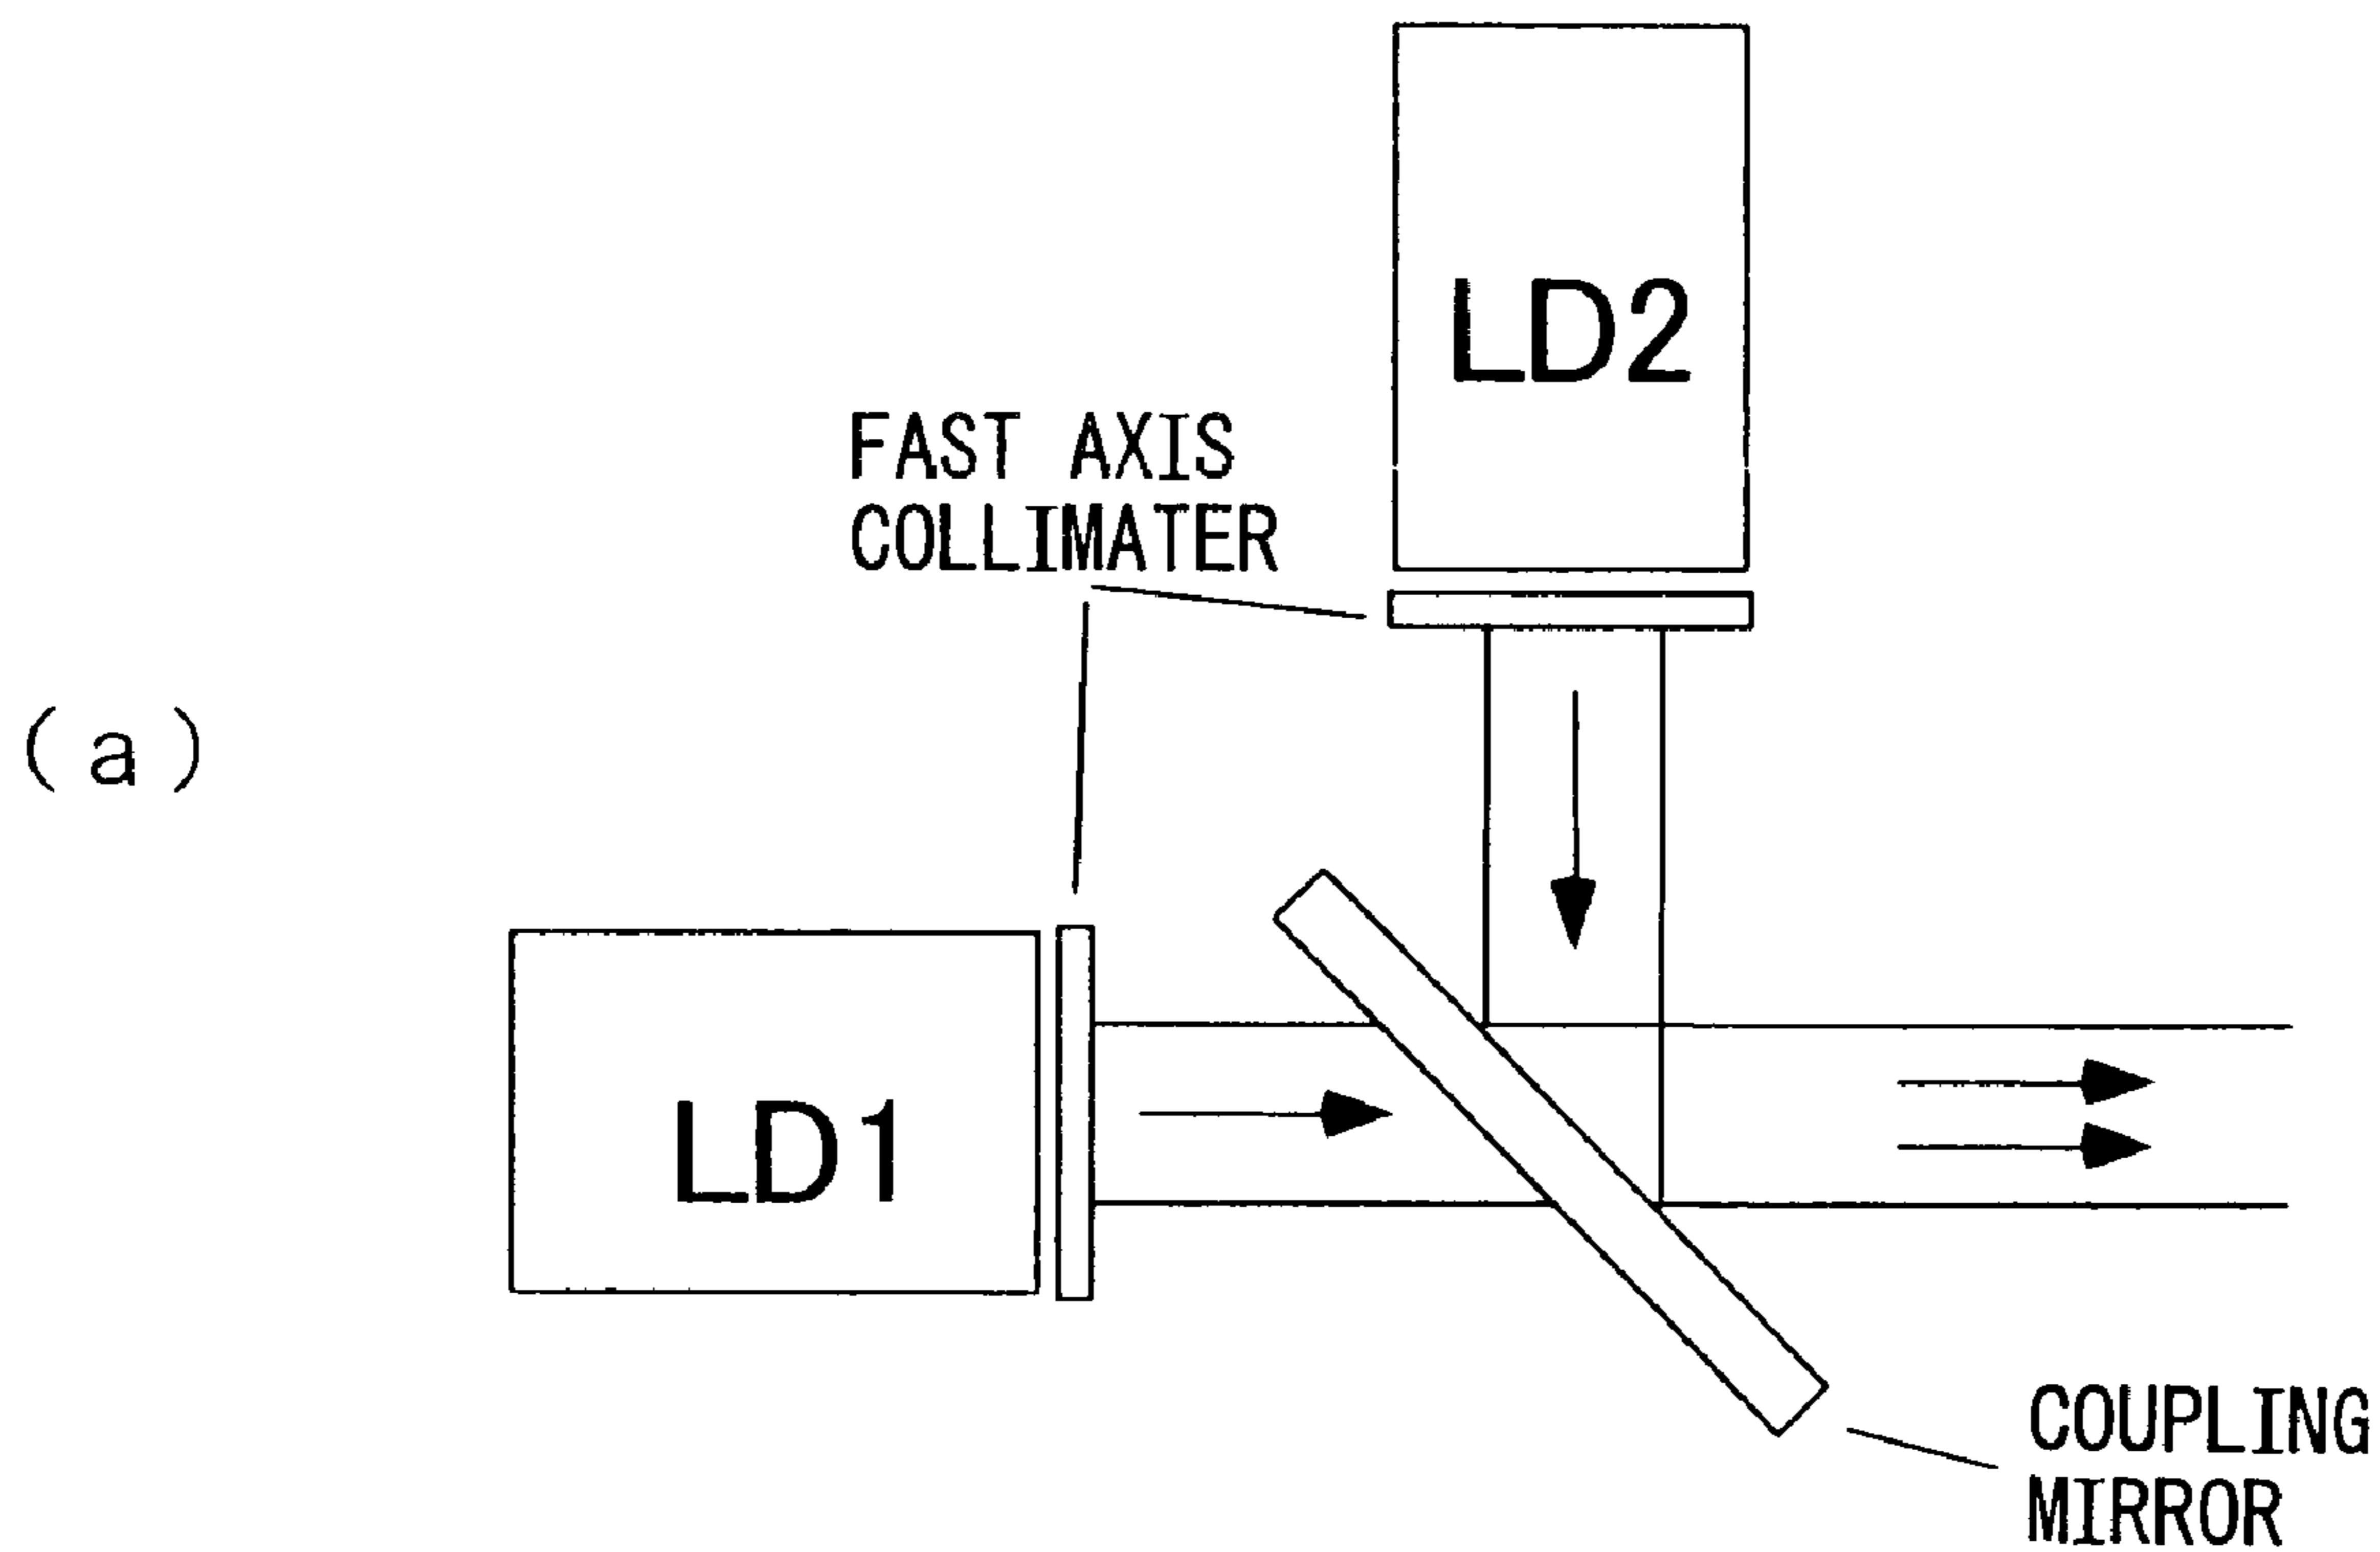 LD2
FAST AXIS
COLLIMATER
(a)
LD1
COUPLING
MIRROR